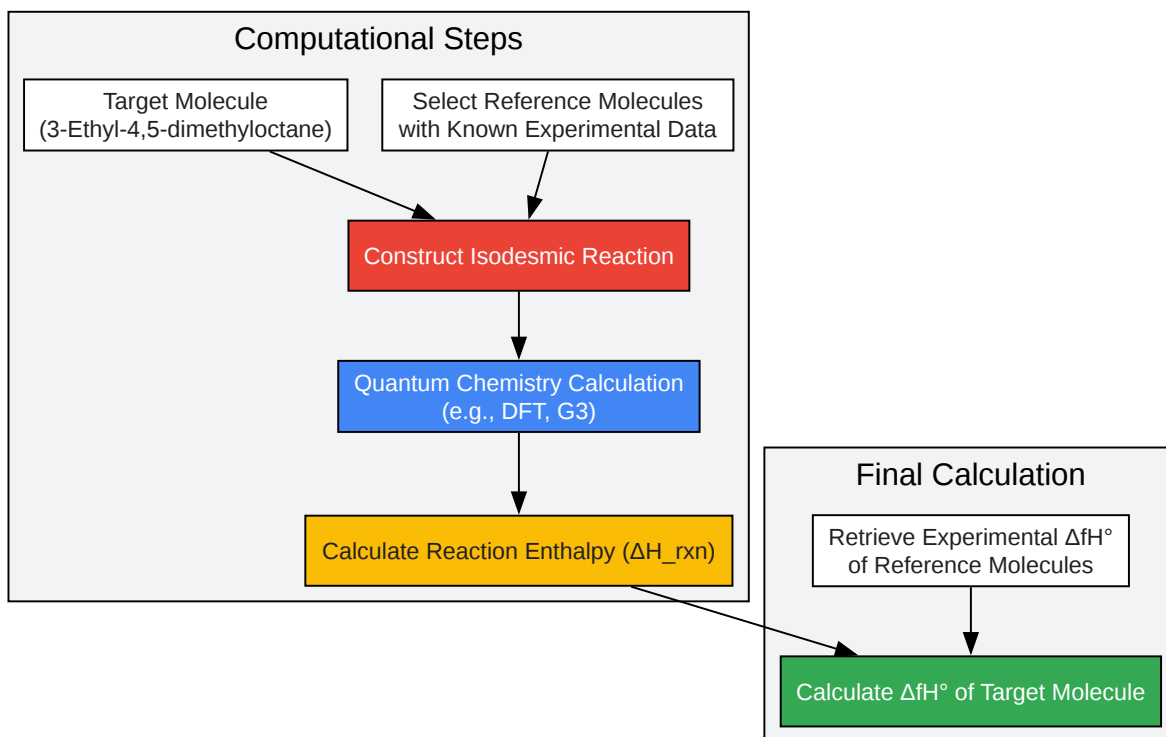 Computational Steps
Target Molecule
(3-Ethyl-4,5-dimethyloctane)
Select Reference Molecules
with Known Experimental Data
Construct Isodesmic Reaction
Quantum Chemistry Calculation
(e.g., DFT, G3)
Calculate Reaction Enthalpy (ΔH_rxn)
Final Calculation
Retrieve Experimental ΔfH°
of Reference Molecules
Calculate ΔfH° of Target Molecule